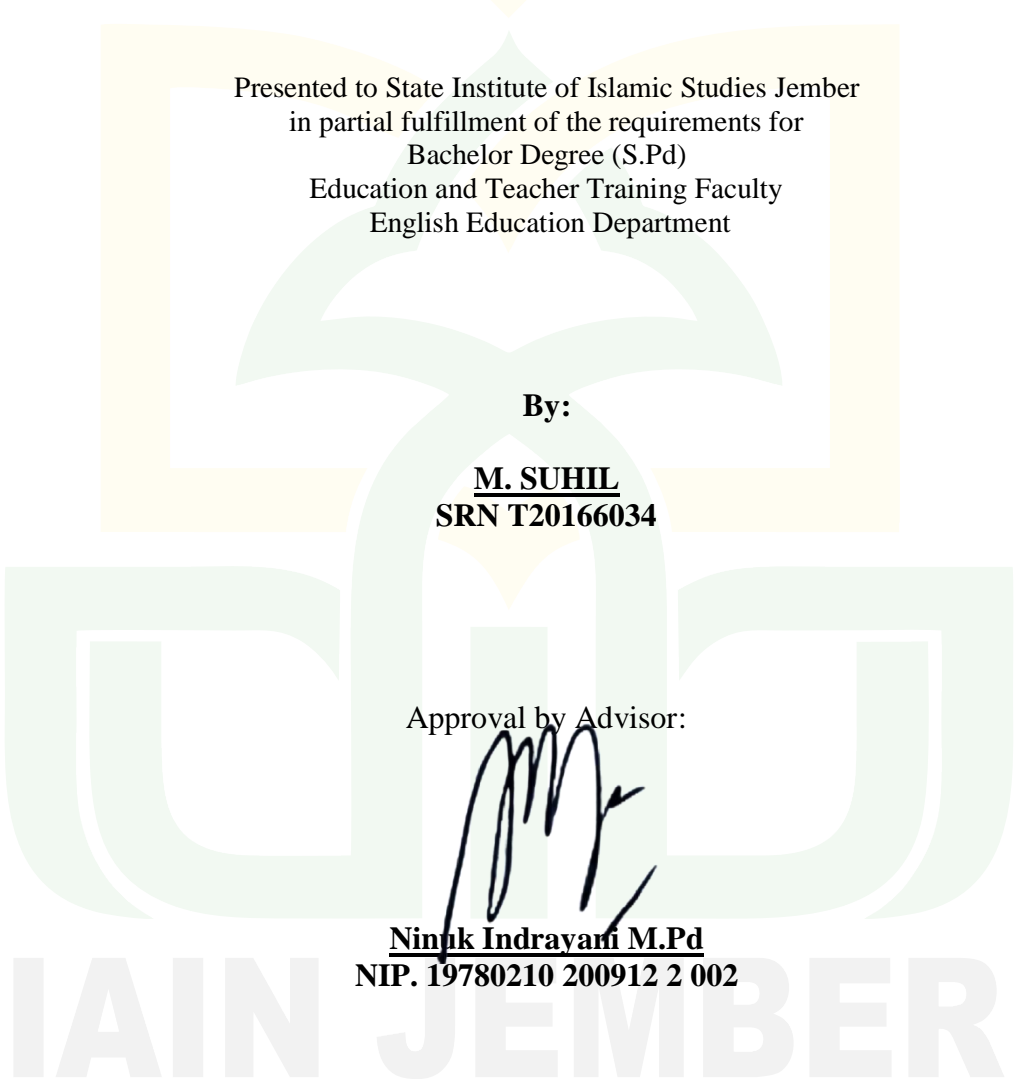 Presented to State Institute of Islamic Studies Jember
in partial fulfillment of the requirements for
Bachelor Degree (S.Pd)
Education and Teacher Training Faculty
English Education Department
By:
M. SUHIL
SRN T20166034
Approval by Advisor:
Ninuk Indrayani M.Pd
NIP. 19780210 200912 2 002
IAIN JEMBER